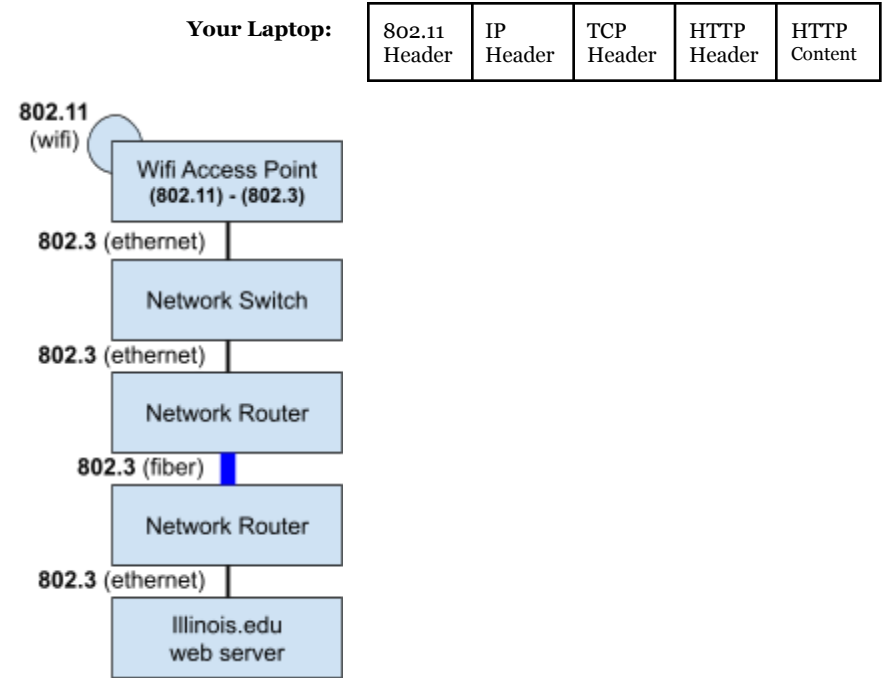 Your Laptop:
802.11 Header
IP Header
TCP Header
HTTP Header
HTTP Content
802.11
(wifi)
Wifi Access Point
(802.11) - (802.3)
802.3 (ethernet)
Network Switch
802.3 (ethernet)
Network Router
802.3 (fiber)
Network Router
802.3 (ethernet)
Illinois.edu
web server